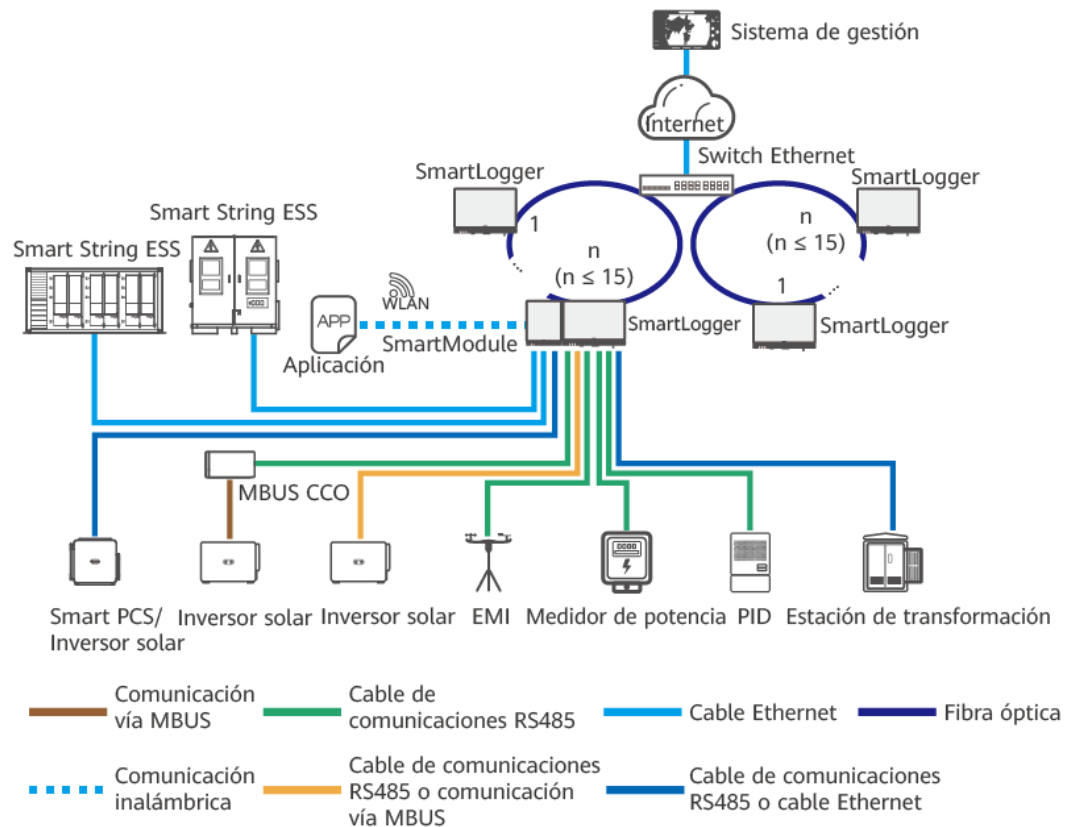 Sistema de gestión
Internet
Switch Ethernet
SmartLogger
SmartLogger
Smart String ESS
Smart String ESS
1
n
(n ≤ 15)
n
(n ≤ 15)
1
WLAN
APP
SmartModule
SmartLogger
SmartLogger
Aplicación
MBUS CCO
Smart PCS/
Inversor solar
Inversor solar
Inversor solar
EMI
Medidor de potencia
PID
Estación de transformación
Comunicación
vía MBUS
Cable de
comunicaciones RS485
Cable Ethernet
Fibra óptica
Comunicación
inalámbrica
Cable de comunicaciones
RS485 o comunicación
vía MBUS
Cable de comunicaciones
RS485 o cable Ethernet